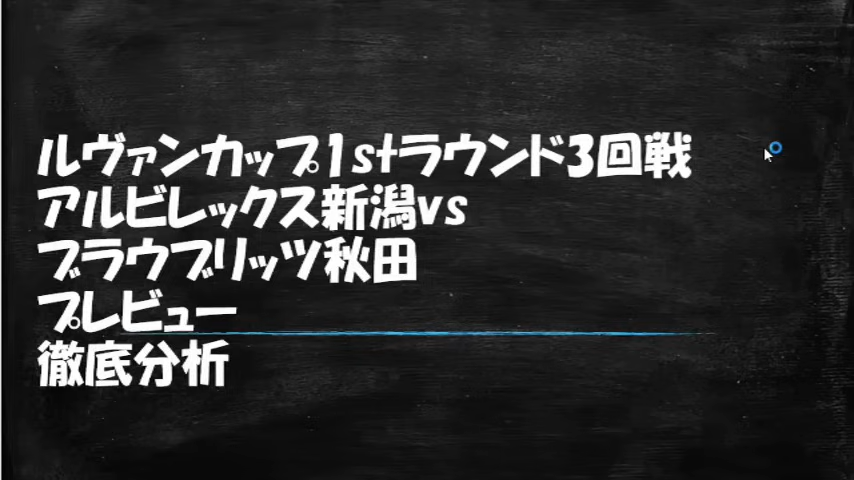 ルヴァンカップ1stラウンド3回戦
アルビレックス新潟vs
ブラウブリッツ秋田
プレビュー
徹底分析